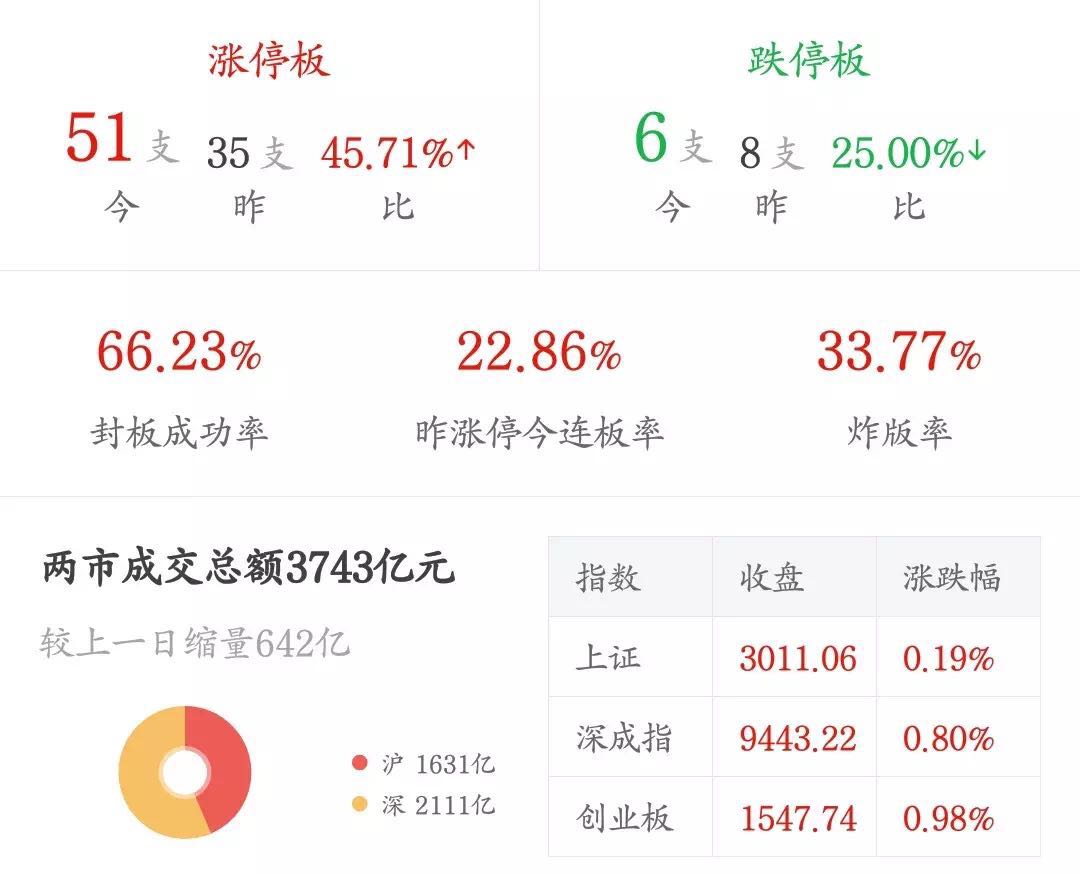 涨停板
51支 35支 45.71%↑
今 昨 比
跌停板
6支 8支 25.00%↓
今 昨 比
66.23% 22.86% 33.77%
封板成功率 昨涨停今连板率 炸版率
两市成交总额3743亿元
较上一日缩量642亿
沪 1631亿
深 2111亿
指数 收盘 涨跌幅
上证 3011.06 0.19%
深成指 9443.22 0.80%
创业板 1547.74 0.98%